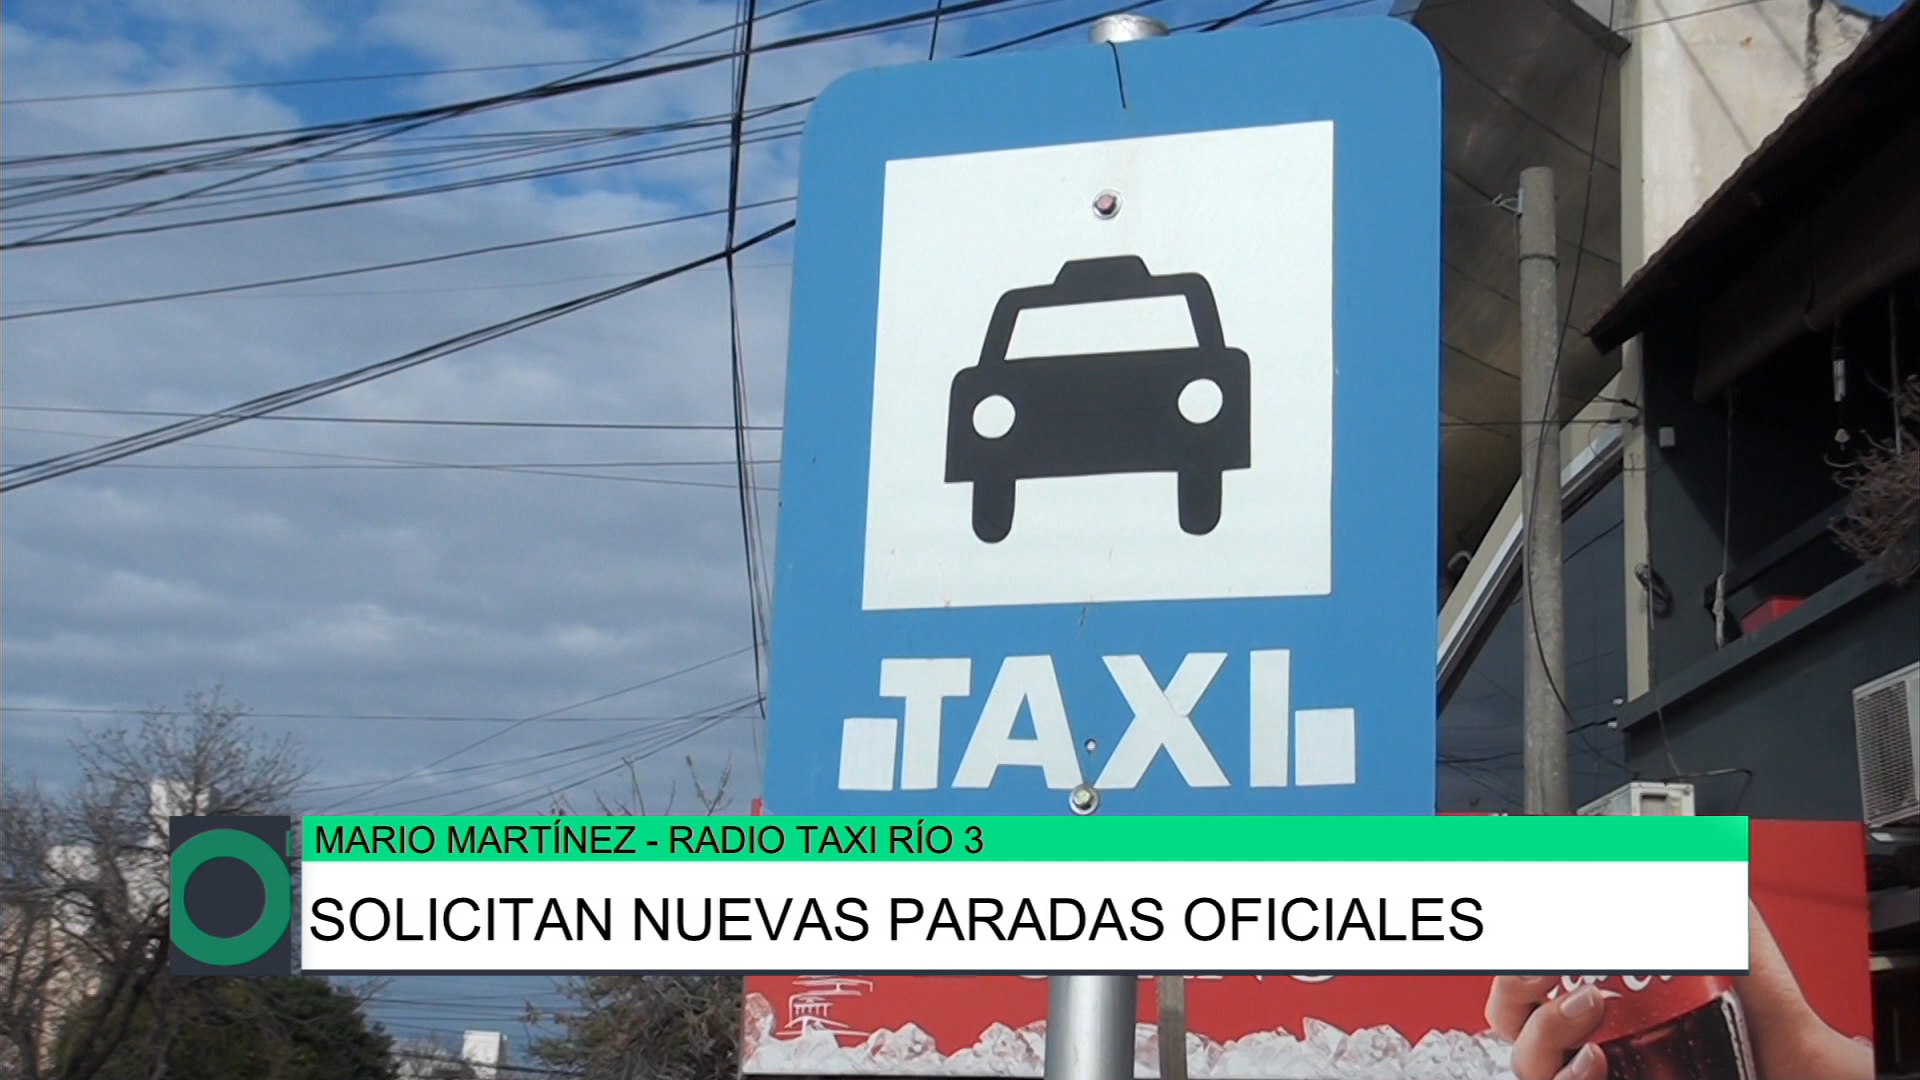 TAXI
MARIO MARTÍNEZ - RADIO TAXI RÍO 3
SOLICITAN NUEVAS PARADAS OFICIALES